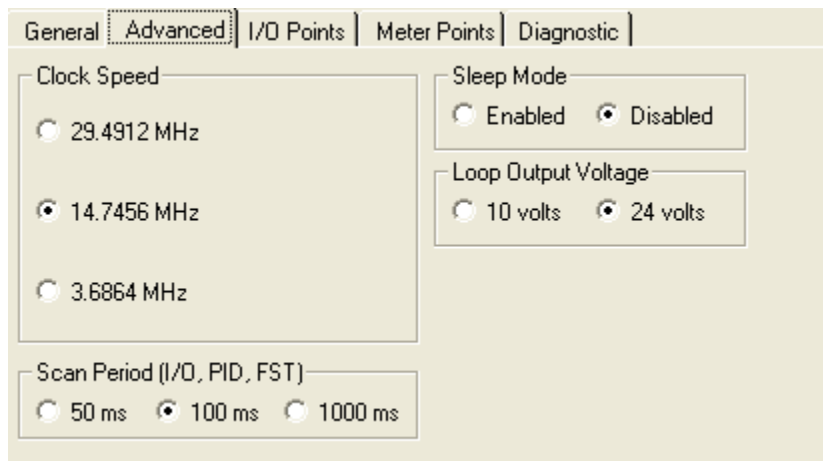 General Advanced I/O Points Meter Points Diagnostic
Clock Speed
29.4912 MHz
14.7456 MHz
3.6864 MHz
Sleep Mode
Enabled Disabled
Loop Output Voltage
10 volts 24 volts
Scan Period (I/O, PID, FST)
50 ms 100 ms 1000 ms